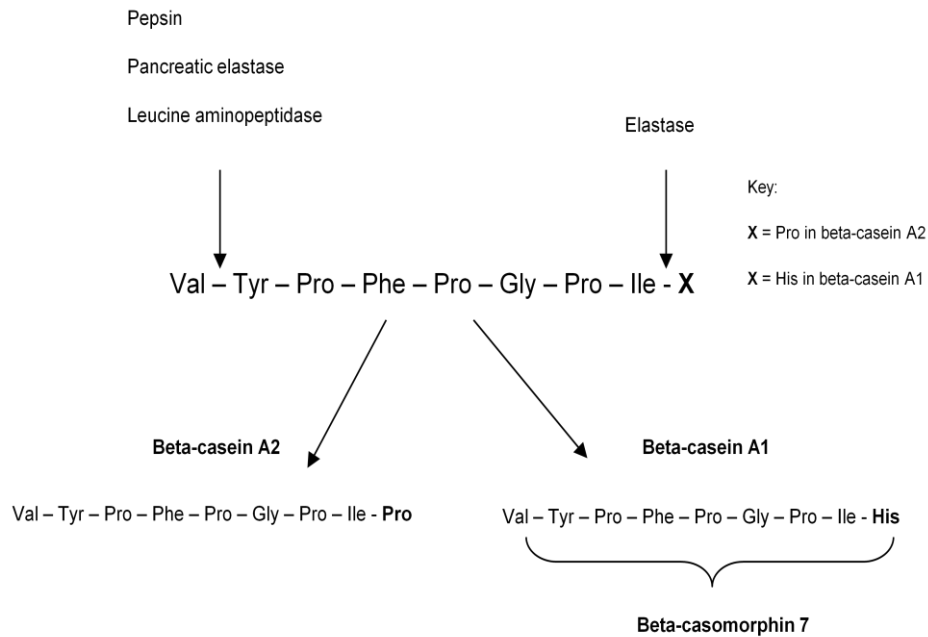 Pepsin
Pancreatic elastase
Leucine aminopeptidase
Elastase
Key:
X = Pro in beta-casein A2
X = His in beta-casein A1
Val – Tyr – Pro – Phe – Pro – Gly – Pro – Ile - X
Beta-casein A2
Beta-casein A1
Val – Tyr – Pro – Phe – Pro – Gly – Pro – Ile - Pro
Val – Tyr – Pro – Phe – Pro – Gly – Pro – Ile - His
Beta-casomorphin 7